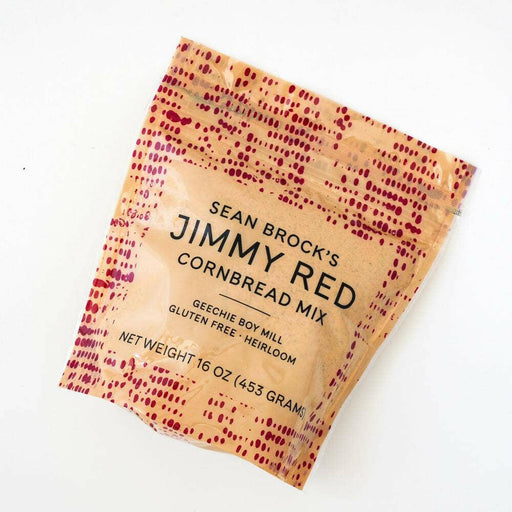 SEAN BROCK'S
JIMMY RED
CORNBREAD MIX
GEECHIE BOY MILL
GLUTEN FREE · HEIRLOOM
NET WEIGHT 16 OZ (453 GRAMS)